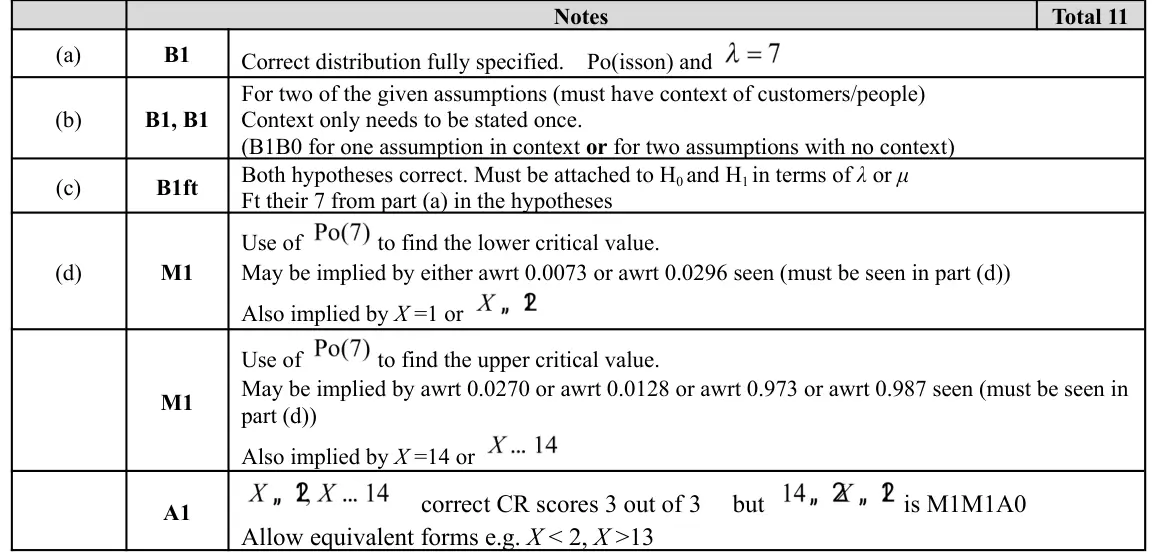 Notes Total 11
(a) B1 Correct distribution fully specified. Po(isson) and λ = 7
For two of the given assumptions (must have context of customers/people)
(b) B1, B1 Context only needs to be stated once.
(B1B0 for one assumption in context or for two assumptions with no context)
(c) B1ft Both hypotheses correct. Must be attached to H0 and H1 in terms of λ or μ
Ft their 7 from part (a) in the hypotheses
Use of Po(7) to find the lower critical value.
(d) M1 May be implied by either awrt 0.0073 or awrt 0.0296 seen (must be seen in part (d))
Also implied by X =1 or X „
Use of Po(7) to find the upper critical value.
M1 May be implied by awrt 0.0270 or awrt 0.0128 or awrt 0.973 or awrt 0.987 seen (must be seen in
part (d))
Also implied by X =14 or X ... 14
A1 X „ , X ... 14 correct CR scores 3 out of 3 but 14 „ X „ is M1M1A0
Allow equivalent forms e.g. X < 2, X >13